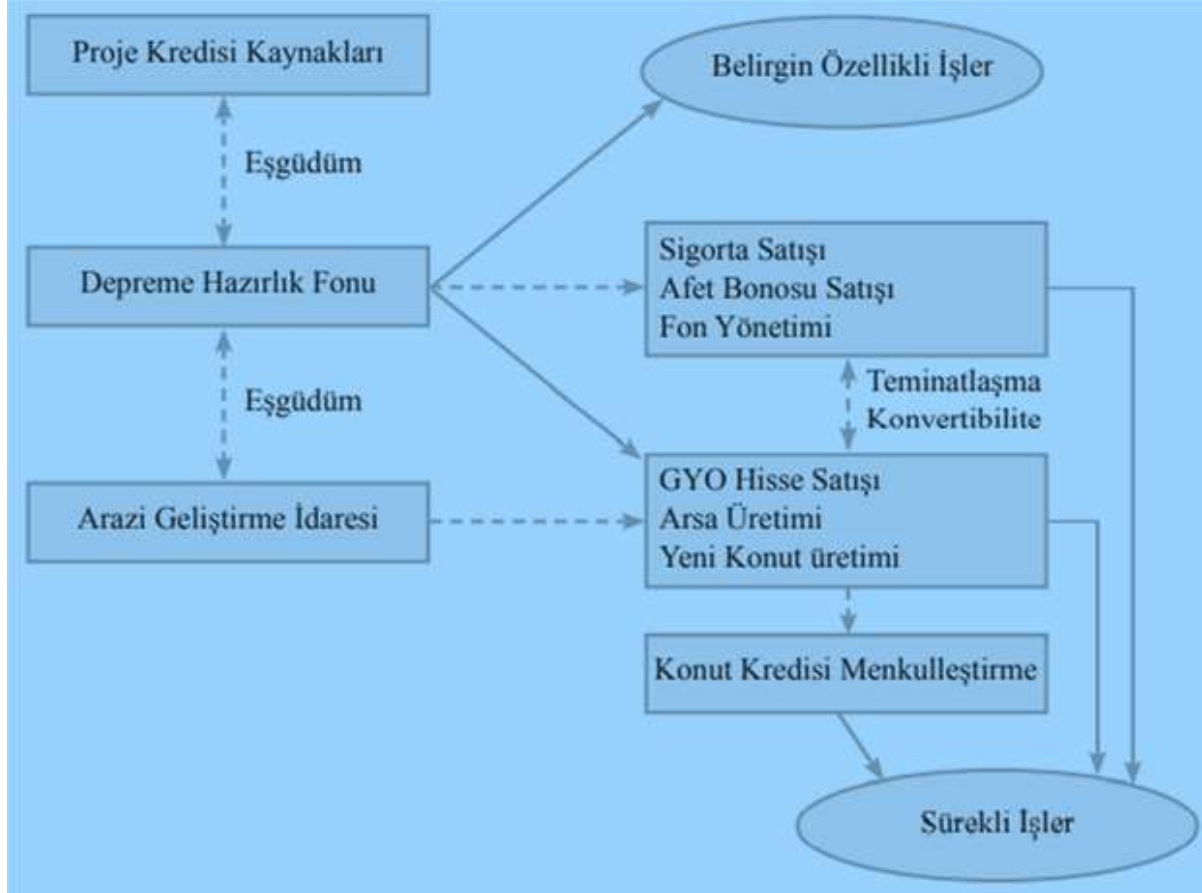 Proje Kredisi Kaynakları
Belirgin Özellikli İşler
Eşgüdüm
Depreme Hazırlık Fonu
Sigorta Satışı
Afet Bonosu Satışı
Fon Yönetimi
Eşgüdüm
Teminatlaşma
Konvertibilite
Arazi Geliştirme İdaresi
GYO Hisse Satışı
Arsa Üretimi
Yeni Konut üretimi
Konut Kredisi Menkulleştirme
Sürekli İşler